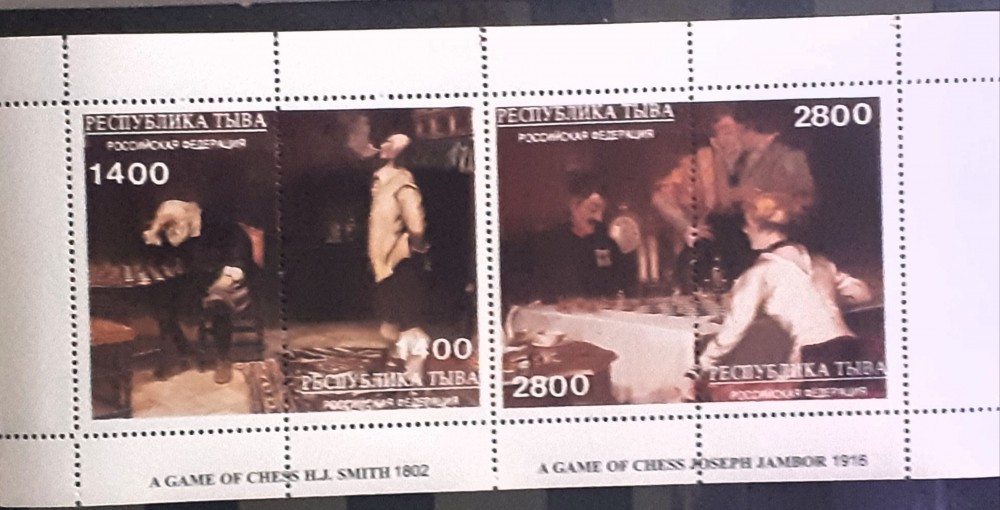 РЕСПУБЛИКА ТЫВА
РОССИЙСКАЯ ФЕДЕРАЦИЯ
1400
1400
РЕСПУБЛИКА ТЫВА
РОССИЙСКАЯ ФЕДЕРАЦИЯ
A GAME OF CHESS H.J. SMITH 1802
РЕСПУБЛИКА ТЫВА
РОССИЙСКАЯ ФЕДЕРАЦИЯ
2800
2800
РЕСПУБЛИКА ТЫВА
РОССИЙСКАЯ ФЕДЕРАЦИЯ
A GAME OF CHESS JOSEPH JAMBOR 1916